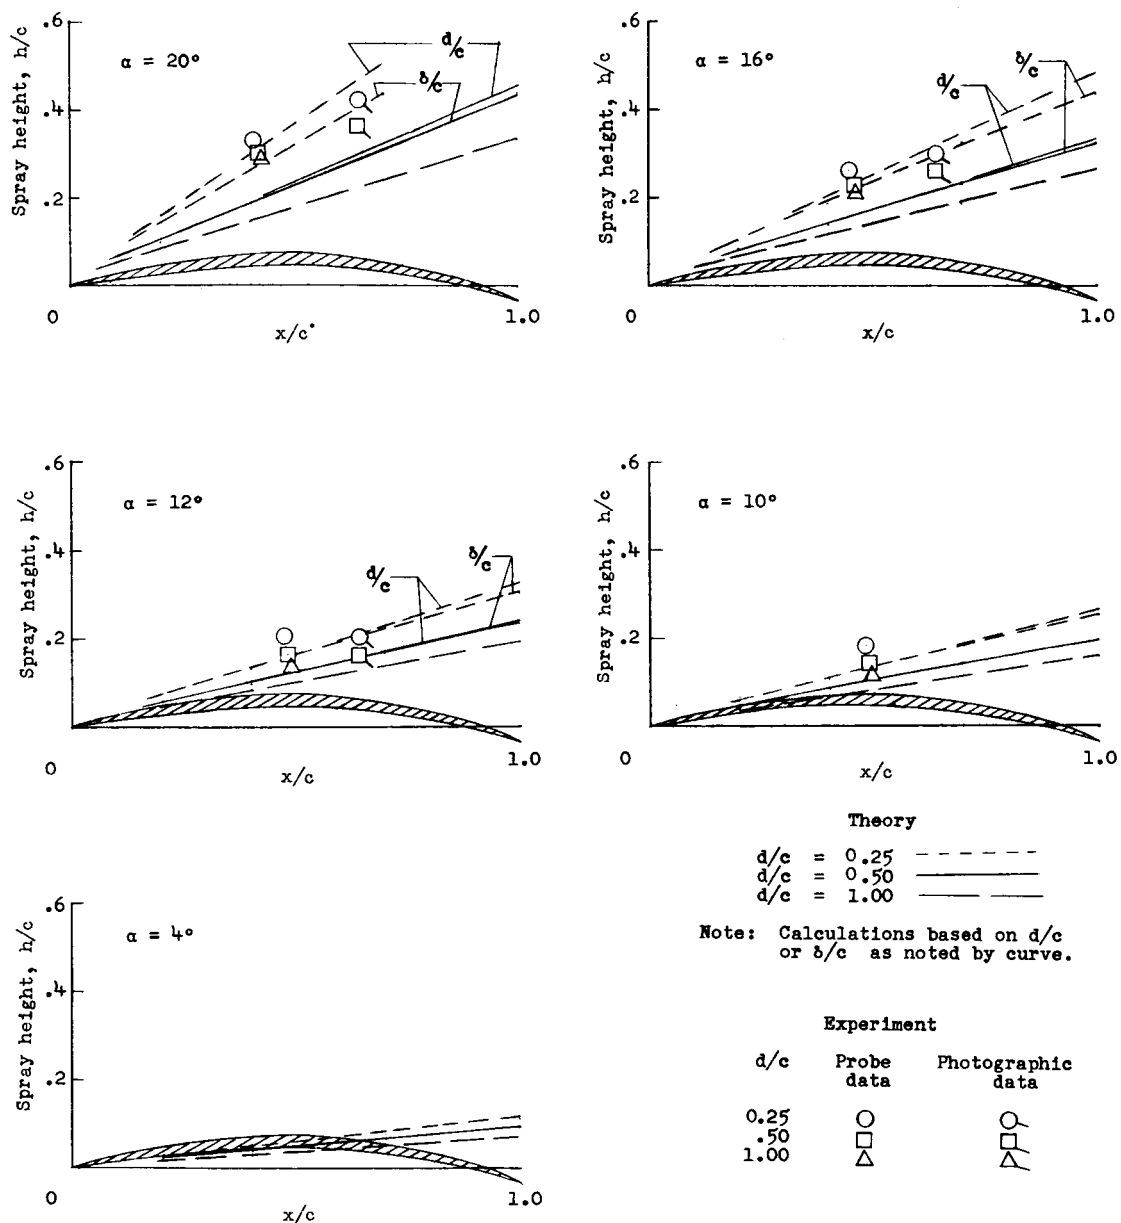 .6
.4
.2
0
Spray height, h/c
α = 20°
d/c
δ/c
1.0
x/c
.6
.4
.2
0
Spray height, h/c
α = 16°
d/c
δ/c
1.0
x/c
.6
.4
.2
0
Spray height, h/c
α = 12°
d/c
δ/c
1.0
x/c
.6
.4
.2
0
Spray height, h/c
α = 10°
1.0
x/c
.6
.4
.2
0
Spray height, h/c
α = 4°
1.0
x/c
Theory
d/c = 0.25
d/c = 0.50
d/c = 1.00
Note: Calculations based on d/c
or δ/c as noted by curve.
Experiment
d/c Probe Photographic
data data
0.25
.50
1.00